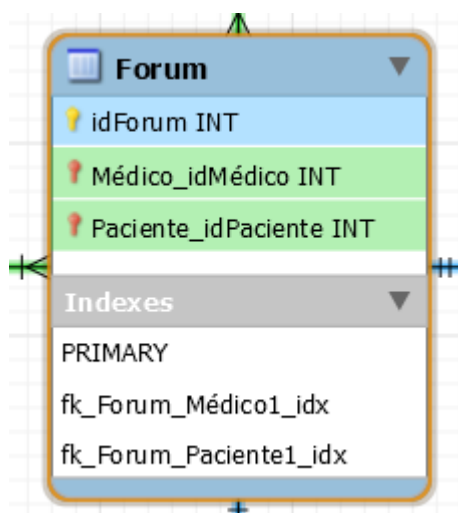 Forum
idForum INT
Médico_idMédico INT
Paciente_idPaciente INT
Indexes
PRIMARY
fk_Forum_Médico1_idx
fk_Forum_Paciente1_idx